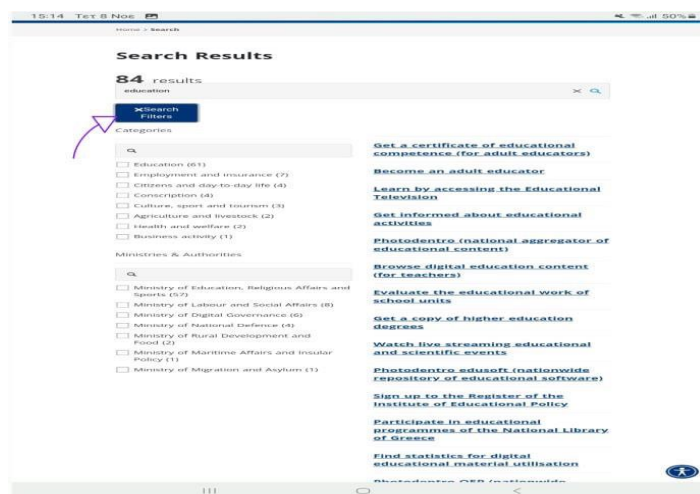 15:14 Τετ 8 Νοε
50%
Home > Search
Search Results
84 results
education
×Search
Filters
Categories
Education (61)
Employment and insurance (7)
Citizens and day-to-day life (4)
Conscription (4)
Culture, sport and tourism (3)
Agriculture and livestock (2)
Health and welfare (2)
Business activity (1)
Ministries & Authorities
Ministry of Education, Religious Affairs and
Sports (57)
Ministry of Labour and Social Affairs (8)
Ministry of Digital Governance (6)
Ministry of National Defence (4)
Ministry of Rural Development and
Food (2)
Ministry of Maritime Affairs and Insular
Policy (1)
Ministry of Migration and Asylum (1)
Get a certificate of educational
competence (for adult educators)
Become an adult educator
Learn by accessing the Educational
Television
Get informed about educational
activities
Photodentro (national aggregator of
educational content)
Browse digital education content
(for teachers)
Evaluate the educational work of
school units
Get a copy of higher education
degrees
Watch live streaming educational
and scientific events
Photodentro edusoft (nationwide
repository of educational software)
Sign up to the Register of the
Institute of Educational Policy
Participate in educational
programmes of the National Library
of Greece
Find statistics for digital
educational material utilisation
Photodentro OER (nationwide